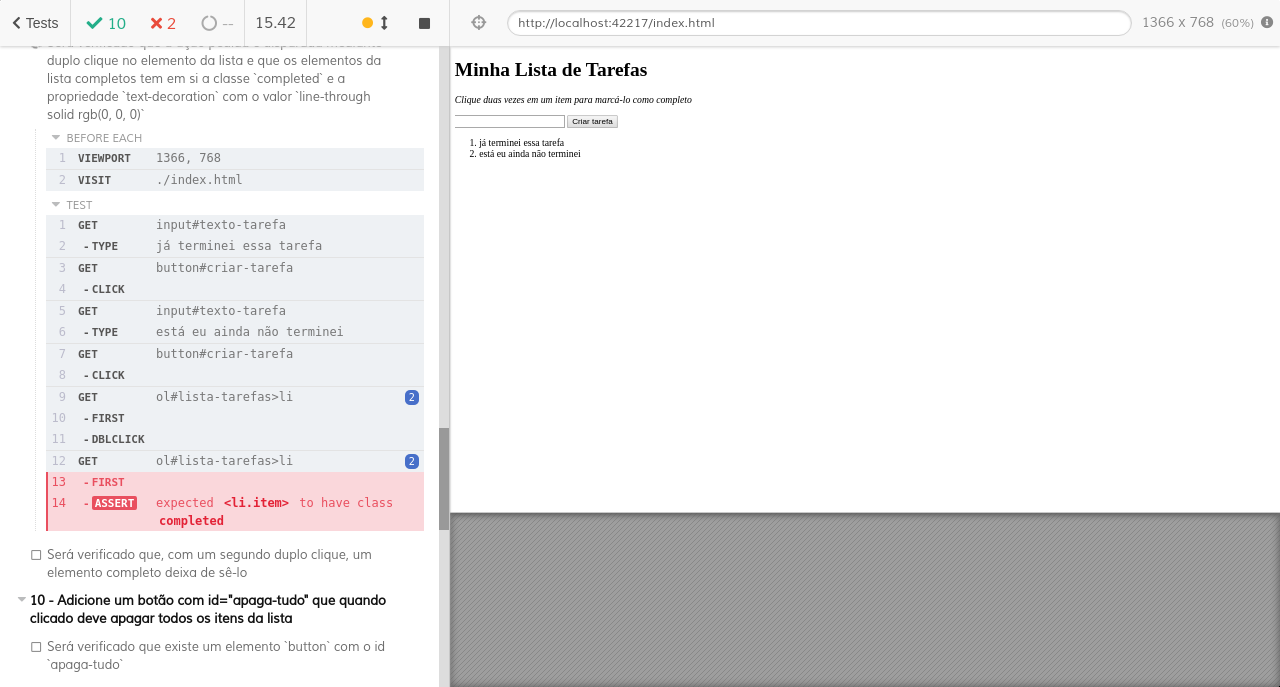 Tests
10
2
--
15.42
http://localhost:42217/index.html
1366 x 768 (60%)
Será verificado que a ação pedida é disparada mediante
duplo clique no elemento da lista e que os elementos da
lista completos tem em si a classe `completed` e a
propriedade `text-decoration` com o valor `line-through
solid rgb(0, 0, 0)`
BEFORE EACH
1 VIEWPORT 1366, 768
2 VISIT ./index.html
TEST
1 GET input#texto-tarefa
2 -TYPE já terminei essa tarefa
3 GET button#criar-tarefa
4 -CLICK
5 GET input#texto-tarefa
6 -TYPE está eu ainda não terminei
7 GET button#criar-tarefa
8 -CLICK
9 GET ol#lista-tarefas>li 2
10 -FIRST
11 -DBLCLICK
12 GET ol#lista-tarefas>li 2
13 -FIRST
14 -ASSERT expected <li.item> to have class
completed
Será verificado que, com um segundo duplo clique, um
elemento completo deixa de sê-lo
10 - Adicione um botão com id="apaga-tudo" que quando
clicado deve apagar todos os itens da lista
Será verificado que existe um elemento `button` com o id
`apaga-tudo`
Minha Lista de Tarefas
Clique duas vezes em um item para marcá-lo como completo
Criar tarefa
1. já terminei essa tarefa
2. está eu ainda não terminei